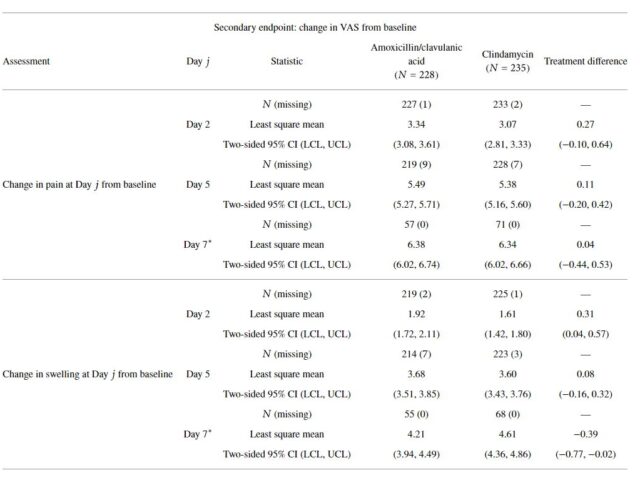 Secondary endpoint: change in VAS from baseline
Assessment Day j Statistic Amoxicillin/clavulanic acid (N = 228) Clindamycin (N = 235) Treatment difference
N (missing) 227 (1) 233 (2) —
Day 2 Least square mean 3.34 3.07 0.27
Two-sided 95% CI (LCL, UCL) (3.08, 3.61) (2.81, 3.33) (−0.10, 0.64)
N (missing) 219 (9) 228 (7) —
Change in pain at Day j from baseline Day 5 Least square mean 5.49 5.38 0.11
Two-sided 95% CI (LCL, UCL) (5.27, 5.71) (5.16, 5.60) (−0.20, 0.42)
N (missing) 57 (0) 71 (0) —
Day 7* Least square mean 6.38 6.34 0.04
Two-sided 95% CI (LCL, UCL) (6.02, 6.74) (6.02, 6.66) (−0.44, 0.53)
N (missing) 219 (2) 225 (1) —
Day 2 Least square mean 1.92 1.61 0.31
Two-sided 95% CI (LCL, UCL) (1.72, 2.11) (1.42, 1.80) (0.04, 0.57)
N (missing) 214 (7) 223 (3) —
Change in swelling at Day j from baseline Day 5 Least square mean 3.68 3.60 0.08
Two-sided 95% CI (LCL, UCL) (3.51, 3.85) (3.43, 3.76) (−0.16, 0.32)
N (missing) 55 (0) 68 (0) —
Day 7* Least square mean 4.21 4.61 −0.39
Two-sided 95% CI (LCL, UCL) (3.94, 4.49) (4.36, 4.86) (−0.77, −0.02)